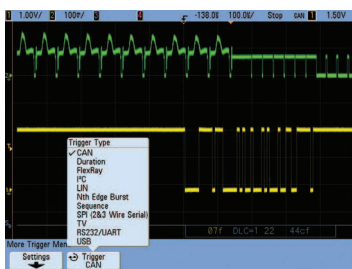 1 1.00V/ 2 100▒/ 3 4 -138.0▒ 100.0▒/ Stop CAN 1 1.50V
Trigger Type
✓ CAN
Duration
FlexRay
I²C
LIN
Nth Edge Burst
Sequence
SPI (2&3 Wire Serial)
TV
RS232/UART
USB
07f DLC=1 22 44cf
More Trigger Men
Settings
Trigger
CAN